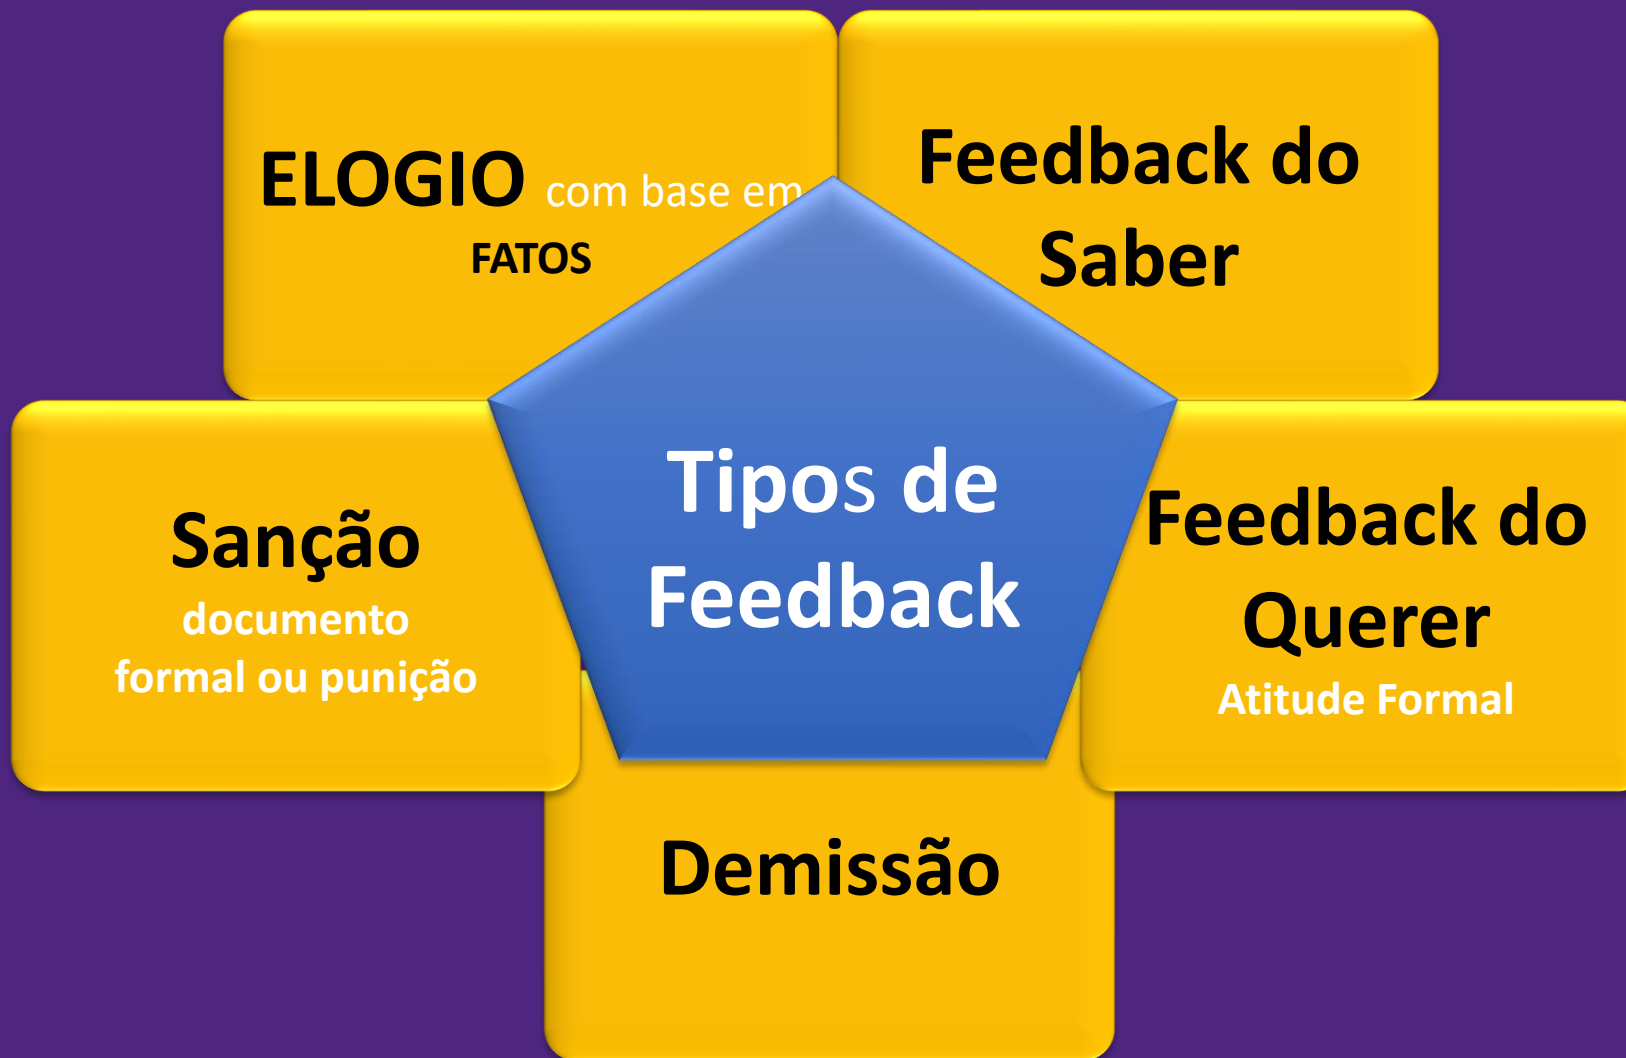 ELOGIO com base em
FATOS
Feedback do
Saber
Tipos de
Feedback
Feedback do
Querer
Atitude Formal
Sanção
documento
formal ou punição
Demissão